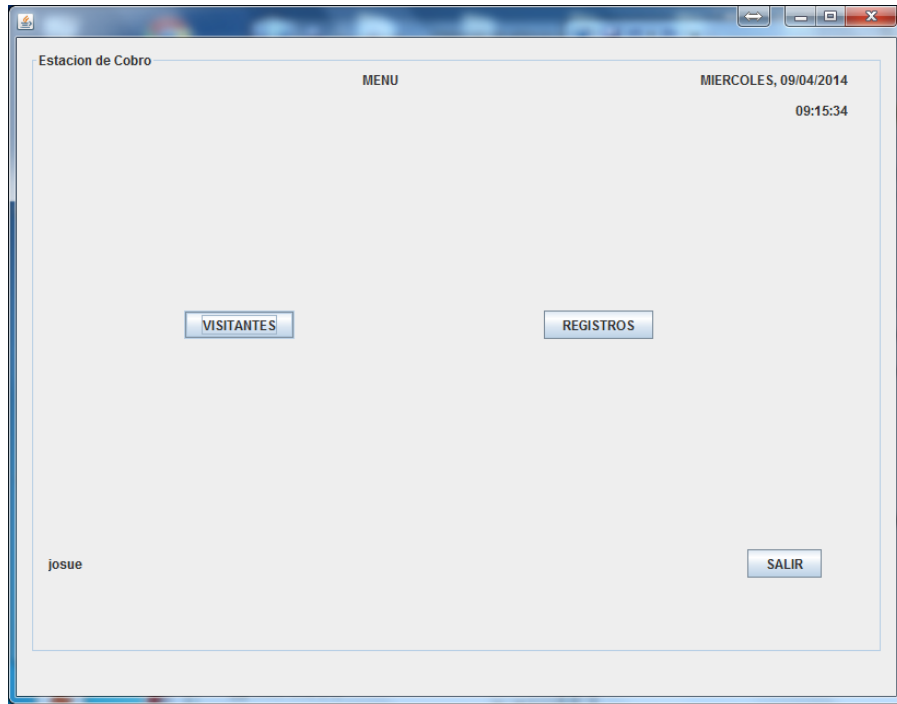 Estacion de Cobro
MENU
MIERCOLES, 09/04/2014
09:15:34
VISITANTES
REGISTROS
josue
SALIR